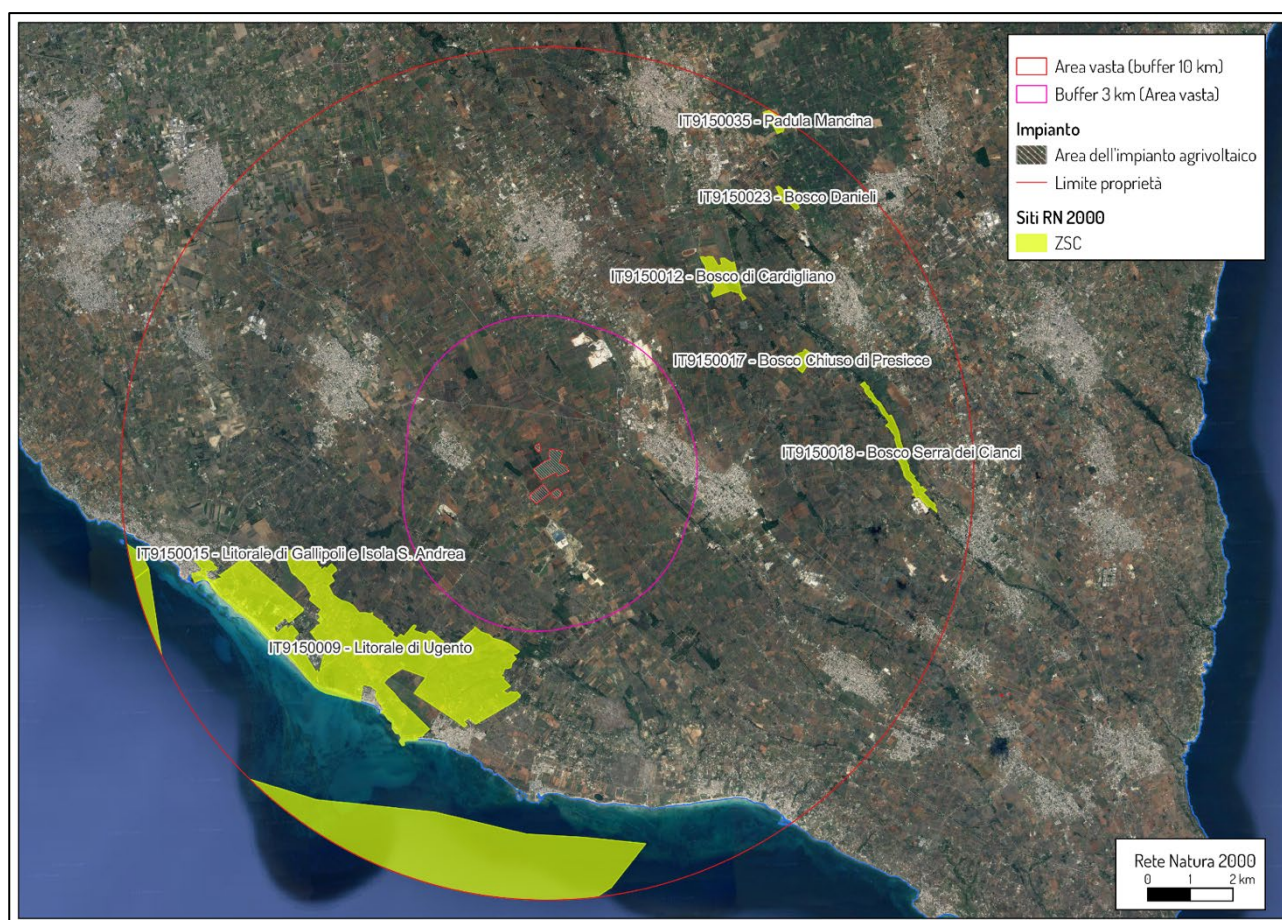 Area vasta (buffer 10 km)
Buffer 3 km (Area vasta)
Impianto
Area dell'impianto agrivoltaico
Limite proprietà
Siti RN 2000
ZSC
IT9150035 - Padula Mancina
IT9150023 - Bosco Danieli
IT9150012 - Bosco di Cardigliano
IT9150017 - Bosco Chiuso di Presicce
IT9150018 - Bosco Serra dei Cianci
IT9150015 - Litorale di Gallipoli e Isola S. Andrea
IT9150009 - Litorale di Ugento
Rete Natura 2000
0 1 2 km